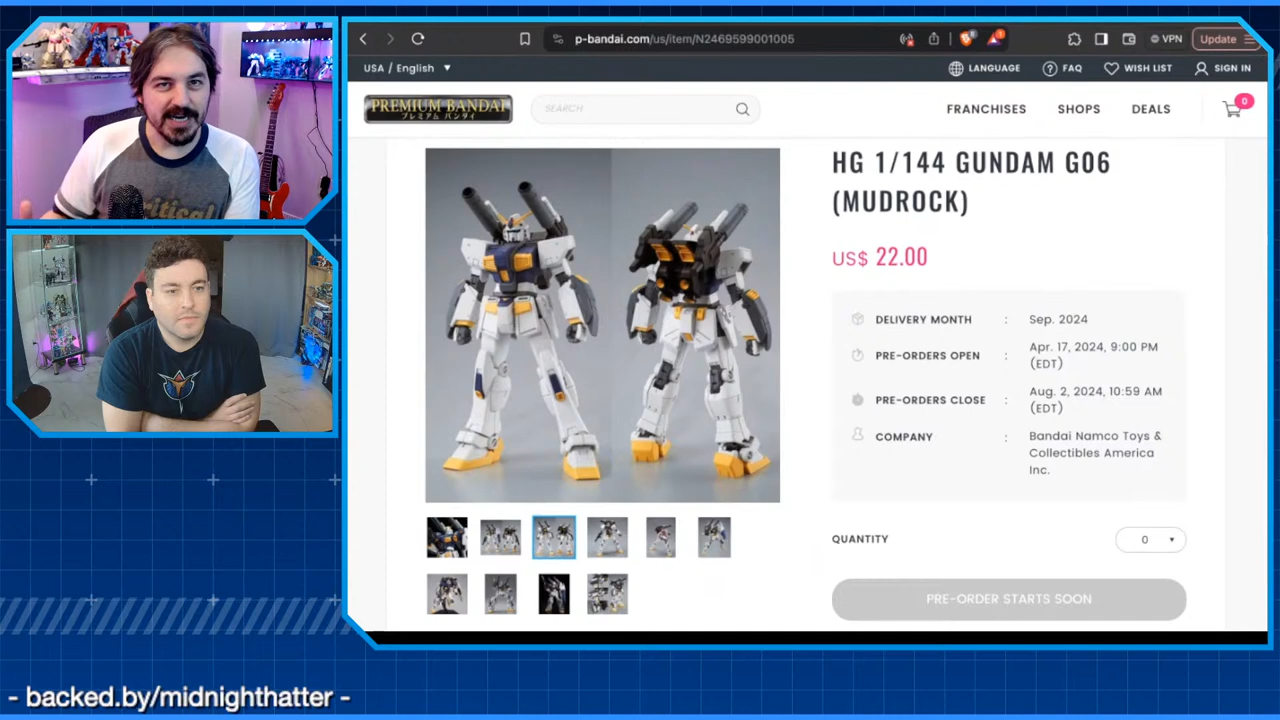 p-bandai.com/us/item/N2469599001005
VPN
Update
USA / English
LANGUAGE
FAQ
WISH LIST
SIGN IN
PREMIUM BANDAI
プレミアム バンダイ
SEARCH
FRANCHISES
SHOPS
DEALS
0
HG 1/144 GUNDAM G06
(MUDROCK)
US$ 22.00
DELIVERY MONTH : Sep. 2024
PRE-ORDERS OPEN : Apr. 17, 2024, 9:00 PM
(EDT)
PRE-ORDERS CLOSE : Aug. 2, 2024, 10:59 AM
(EDT)
COMPANY : Bandai Namco Toys &
Collectibles America
Inc.
QUANTITY
0
PRE-ORDER STARTS SOON
- backed.by/midnighthatter -